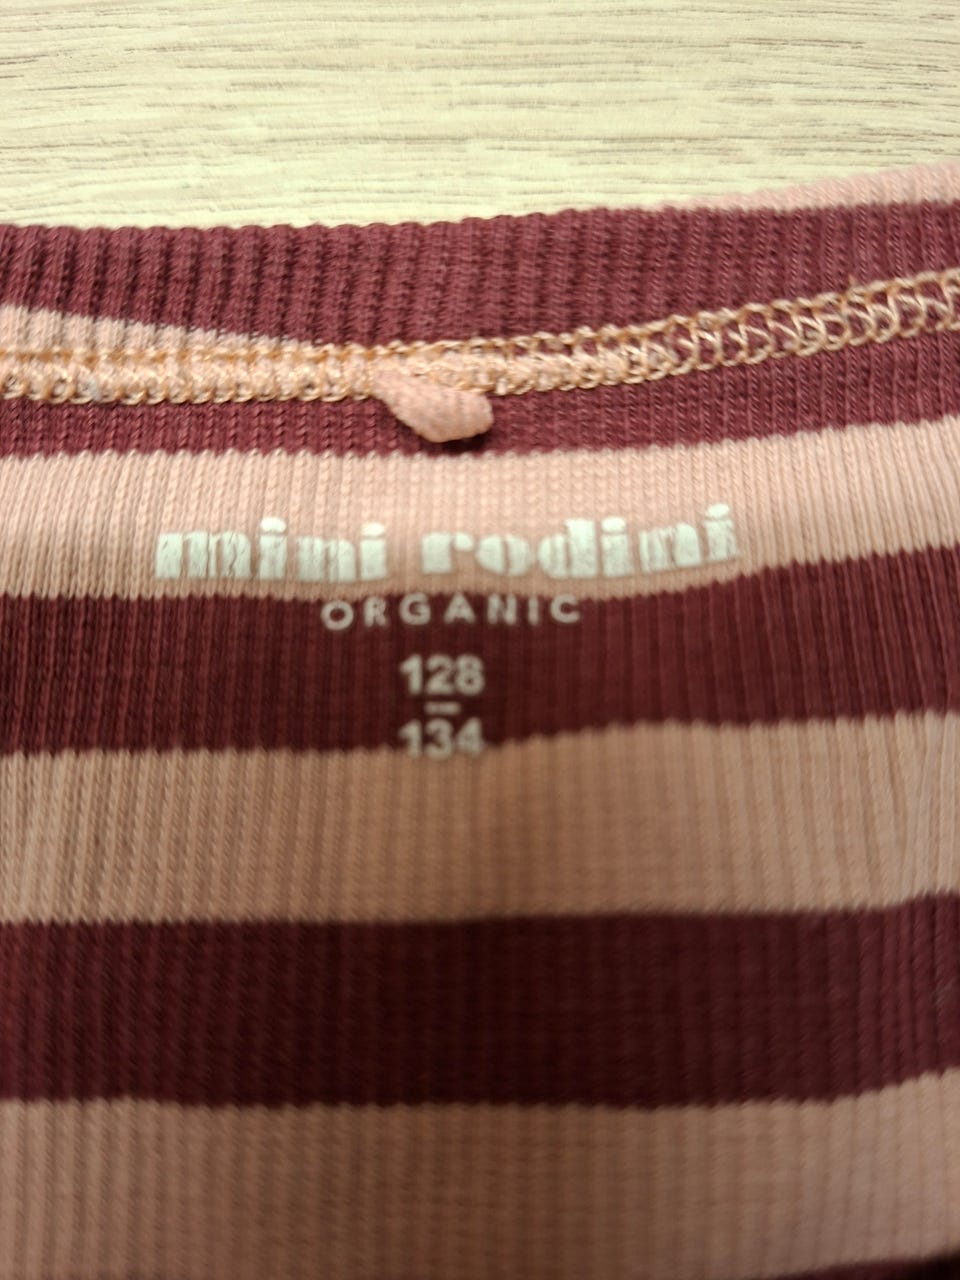 mini rodini
ORGANIC
128
–
134